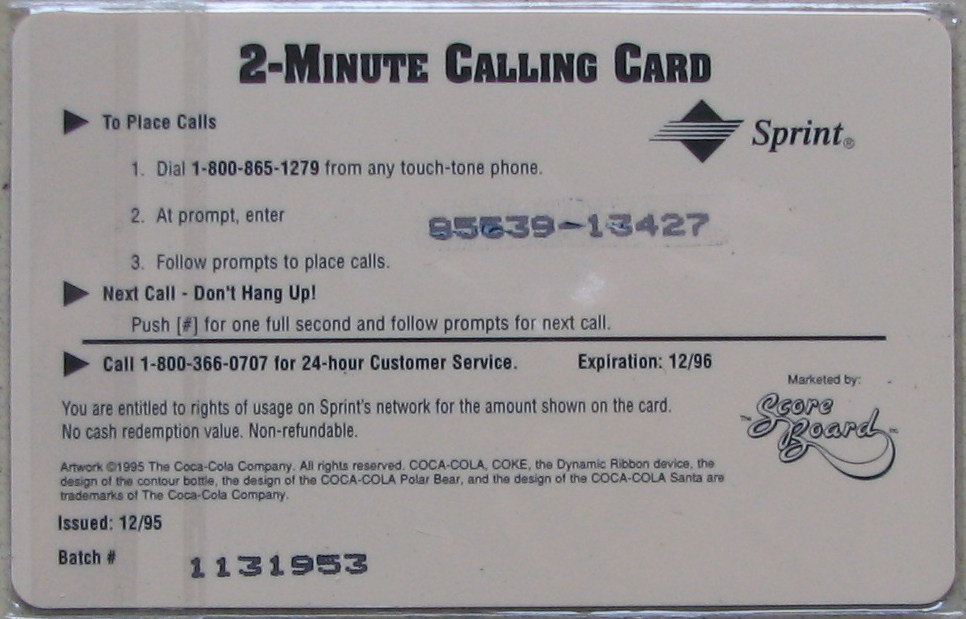 2-MINUTE CALLING CARD
To Place Calls
Sprint®
1. Dial 1-800-865-1279 from any touch-tone phone.
2. At prompt, enter 95639-13427
3. Follow prompts to place calls.
Next Call - Don't Hang Up!
Push [#] for one full second and follow prompts for next call.
Call 1-800-366-0707 for 24-hour Customer Service. Expiration: 12/96
Marketed by:
The Score Board Inc
You are entitled to rights of usage on Sprint's network for the amount shown on the card.
No cash redemption value. Non-refundable.
Artwork ©1995 The Coca-Cola Company. All rights reserved. COCA-COLA, COKE, the Dynamic Ribbon device, the
design of the contour bottle, the design of the COCA-COLA Polar Bear, and the design of the COCA-COLA Santa are
trademarks of The Coca-Cola Company.
Issued: 12/95
Batch # 1131953